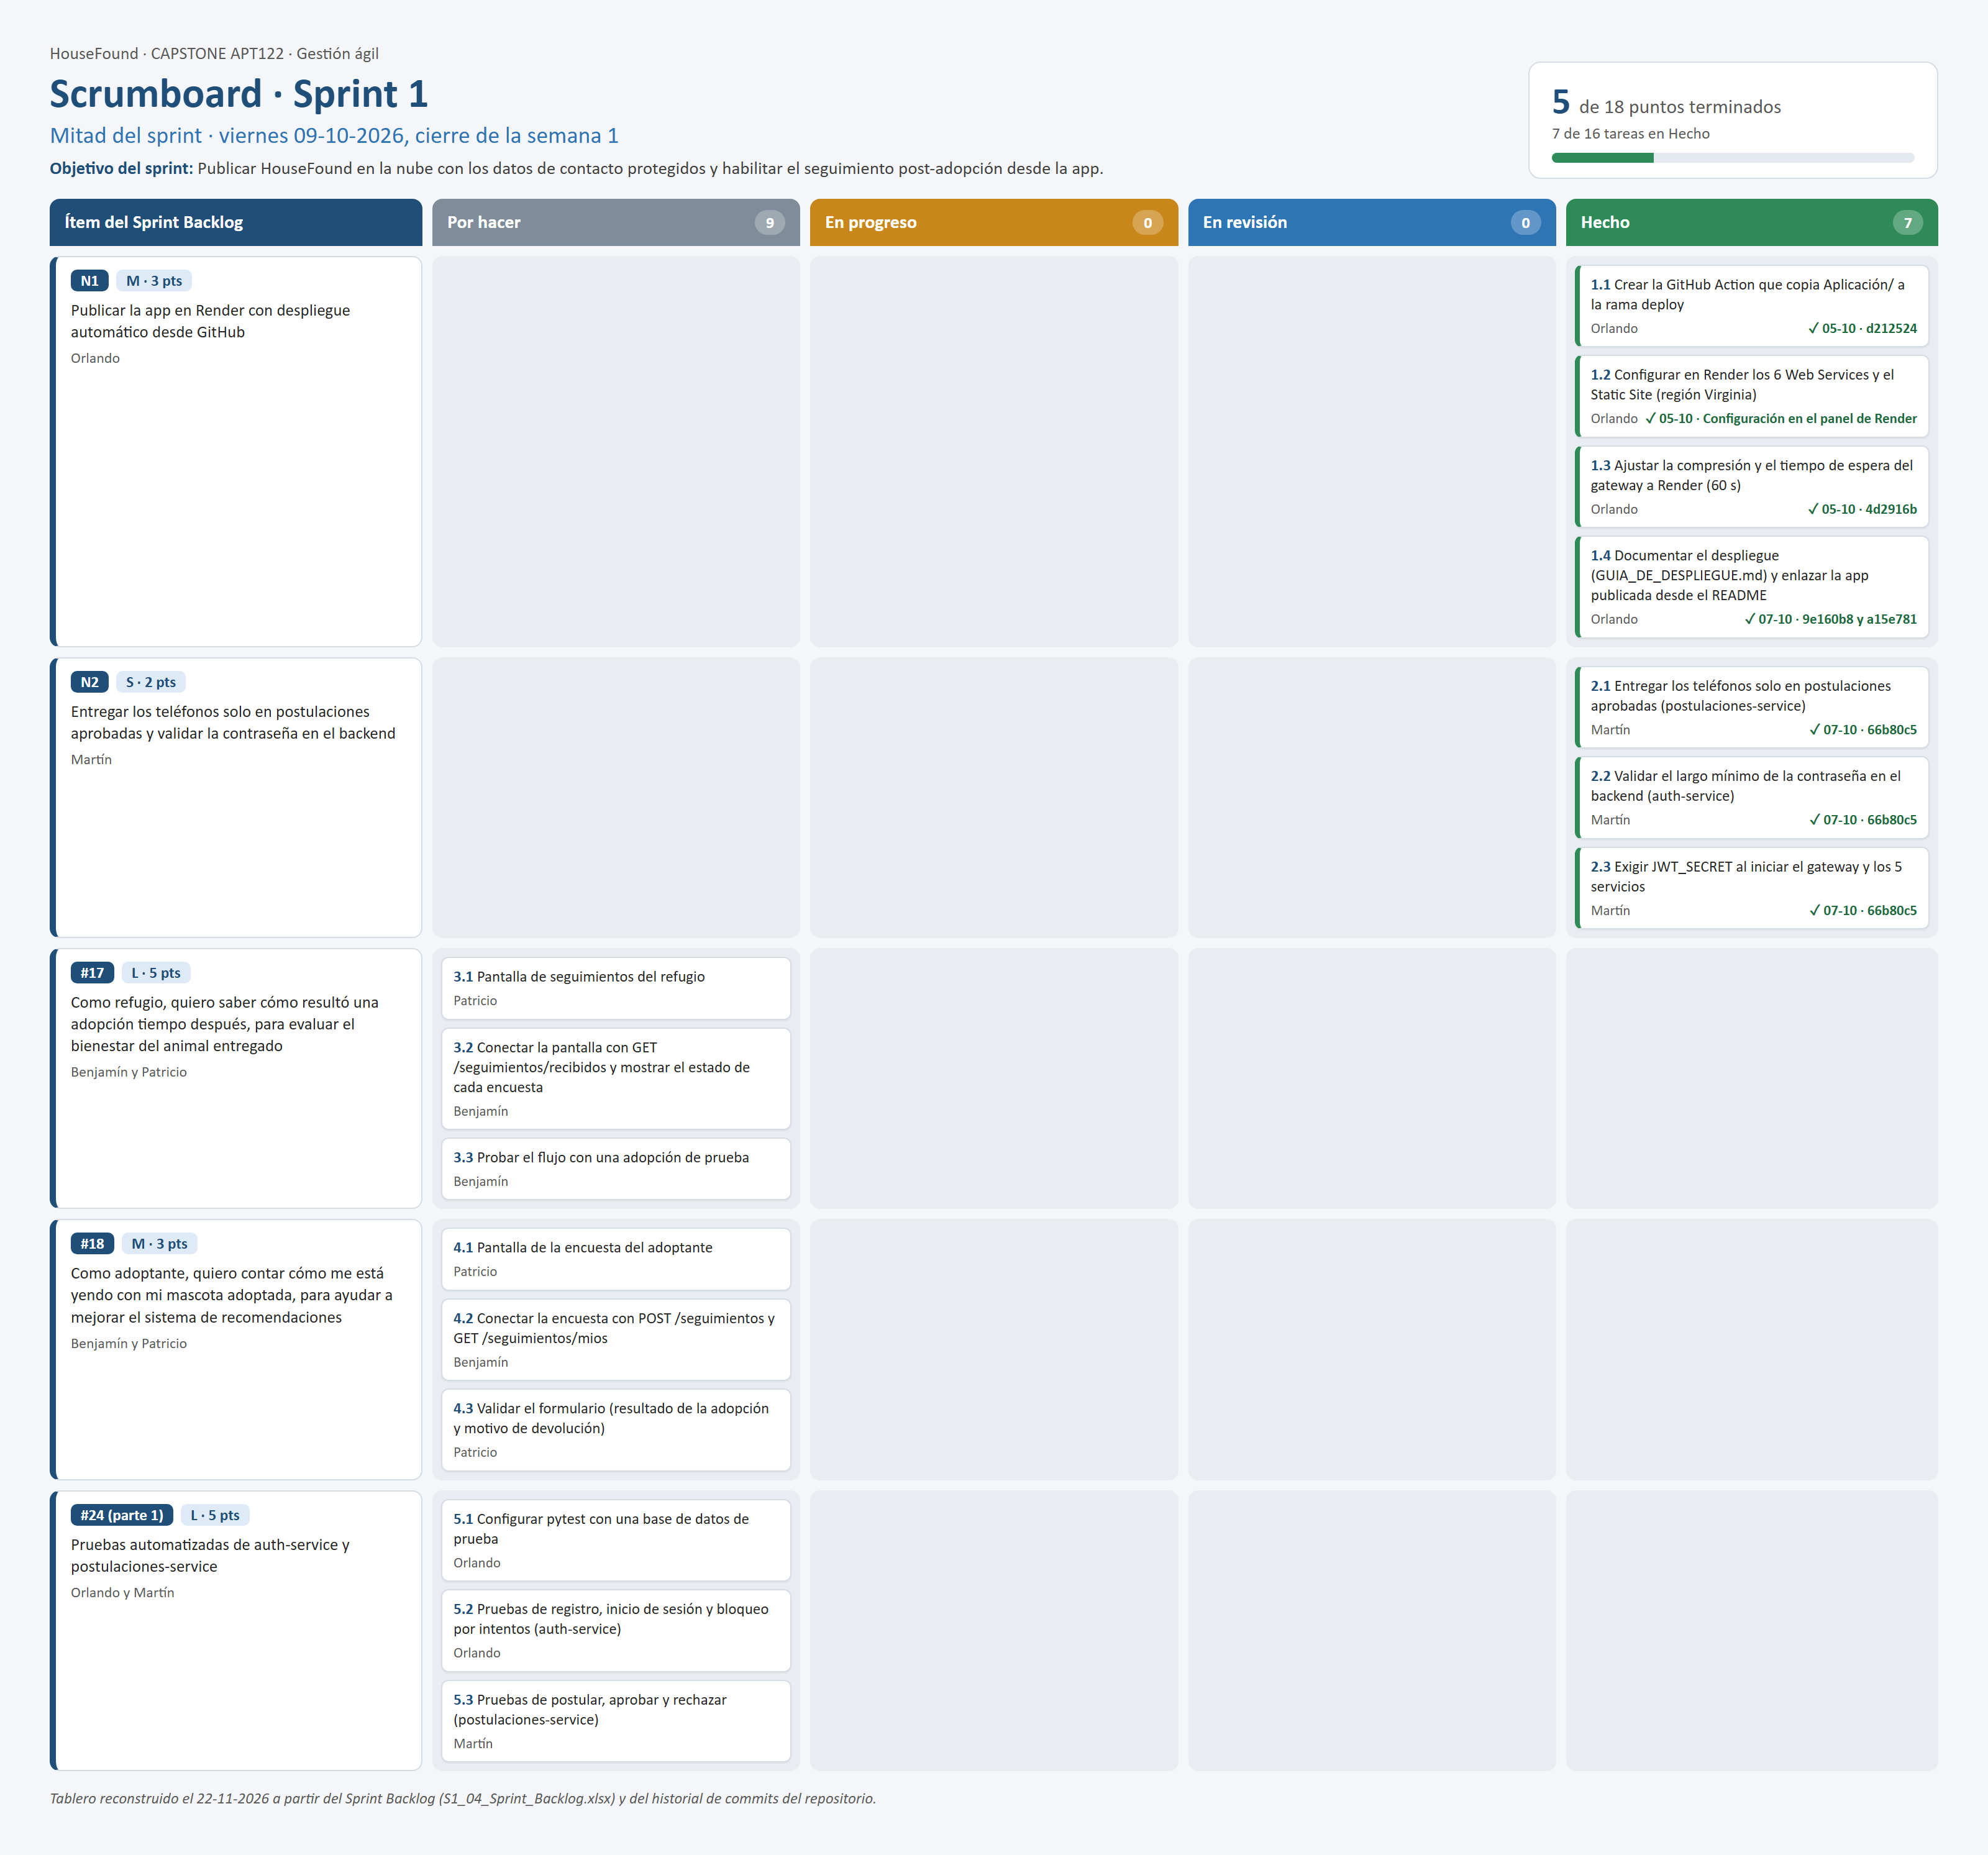 HouseFound · CAPSTONE APT122 · Gestión ágil
Scrumboard · Sprint 1
Mitad del sprint · viernes 09-10-2026, cierre de la semana 1
Objetivo del sprint: Publicar HouseFound en la nube con los datos de contacto protegidos y habilitar el seguimiento post-adopción desde la app.
5 de 18 puntos terminados
7 de 16 tareas en Hecho
Ítem del Sprint Backlog
Por hacer 9
En progreso 0
En revisión 0
Hecho 7
N1 M · 3 pts
Publicar la app en Render con despliegue
automático desde GitHub
Orlando
1.1 Crear la GitHub Action que copia Aplicación/ a
la rama deploy
Orlando ✓ 05-10 · d212524
1.2 Configurar en Render los 6 Web Services y el
Static Site (región Virginia)
Orlando ✓ 05-10 · Configuración en el panel de Render
1.3 Ajustar la compresión y el tiempo de espera del
gateway a Render (60 s)
Orlando ✓ 05-10 · 4d2916b
1.4 Documentar el despliegue
(GUIA_DE_DESPLIEGUE.md) y enlazar la app
publicada desde el README
Orlando ✓ 07-10 · 9e160b8 y a15e781
N2 S · 2 pts
Entregar los teléfonos solo en postulaciones
aprobadas y validar la contraseña en el backend
Martín
2.1 Entregar los teléfonos solo en postulaciones
aprobadas (postulaciones-service)
Martín ✓ 07-10 · 66b80c5
2.2 Validar el largo mínimo de la contraseña en el
backend (auth-service)
Martín ✓ 07-10 · 66b80c5
2.3 Exigir JWT_SECRET al iniciar el gateway y los 5
servicios
Martín ✓ 07-10 · 66b80c5
#17 L · 5 pts
Como refugio, quiero saber cómo resultó una
adopción tiempo después, para evaluar el
bienestar del animal entregado
Benjamín y Patricio
3.1 Pantalla de seguimientos del refugio
Patricio
3.2 Conectar la pantalla con GET
/seguimientos/recibidos y mostrar el estado de
cada encuesta
Benjamín
3.3 Probar el flujo con una adopción de prueba
Benjamín
#18 M · 3 pts
Como adoptante, quiero contar cómo me está
yendo con mi mascota adoptada, para ayudar a
mejorar el sistema de recomendaciones
Benjamín y Patricio
4.1 Pantalla de la encuesta del adoptante
Patricio
4.2 Conectar la encuesta con POST /seguimientos y
GET /seguimientos/mios
Benjamín
4.3 Validar el formulario (resultado de la adopción
y motivo de devolución)
Patricio
#24 (parte 1) L · 5 pts
Pruebas automatizadas de auth-service y
postulaciones-service
Orlando y Martín
5.1 Configurar pytest con una base de datos de
prueba
Orlando
5.2 Pruebas de registro, inicio de sesión y bloqueo
por intentos (auth-service)
Orlando
5.3 Pruebas de postular, aprobar y rechazar
(postulaciones-service)
Martín
Tablero reconstruido el 22-11-2026 a partir del Sprint Backlog (S1_04_Sprint_Backlog.xlsx) y del historial de commits del repositorio.